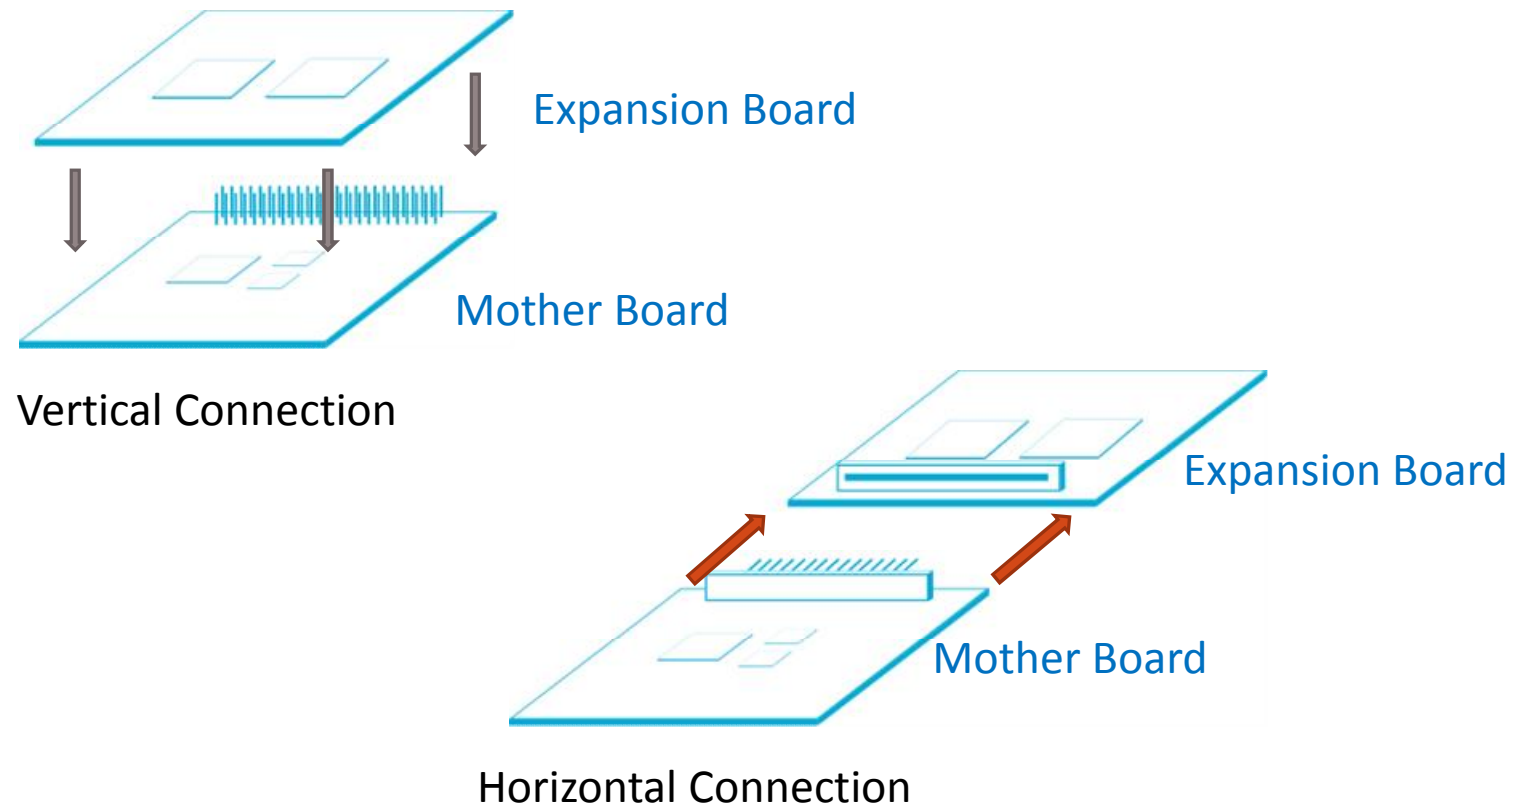 Expansion Board
Mother Board
Vertical Connection
Expansion Board
Mother Board
Horizontal Connection